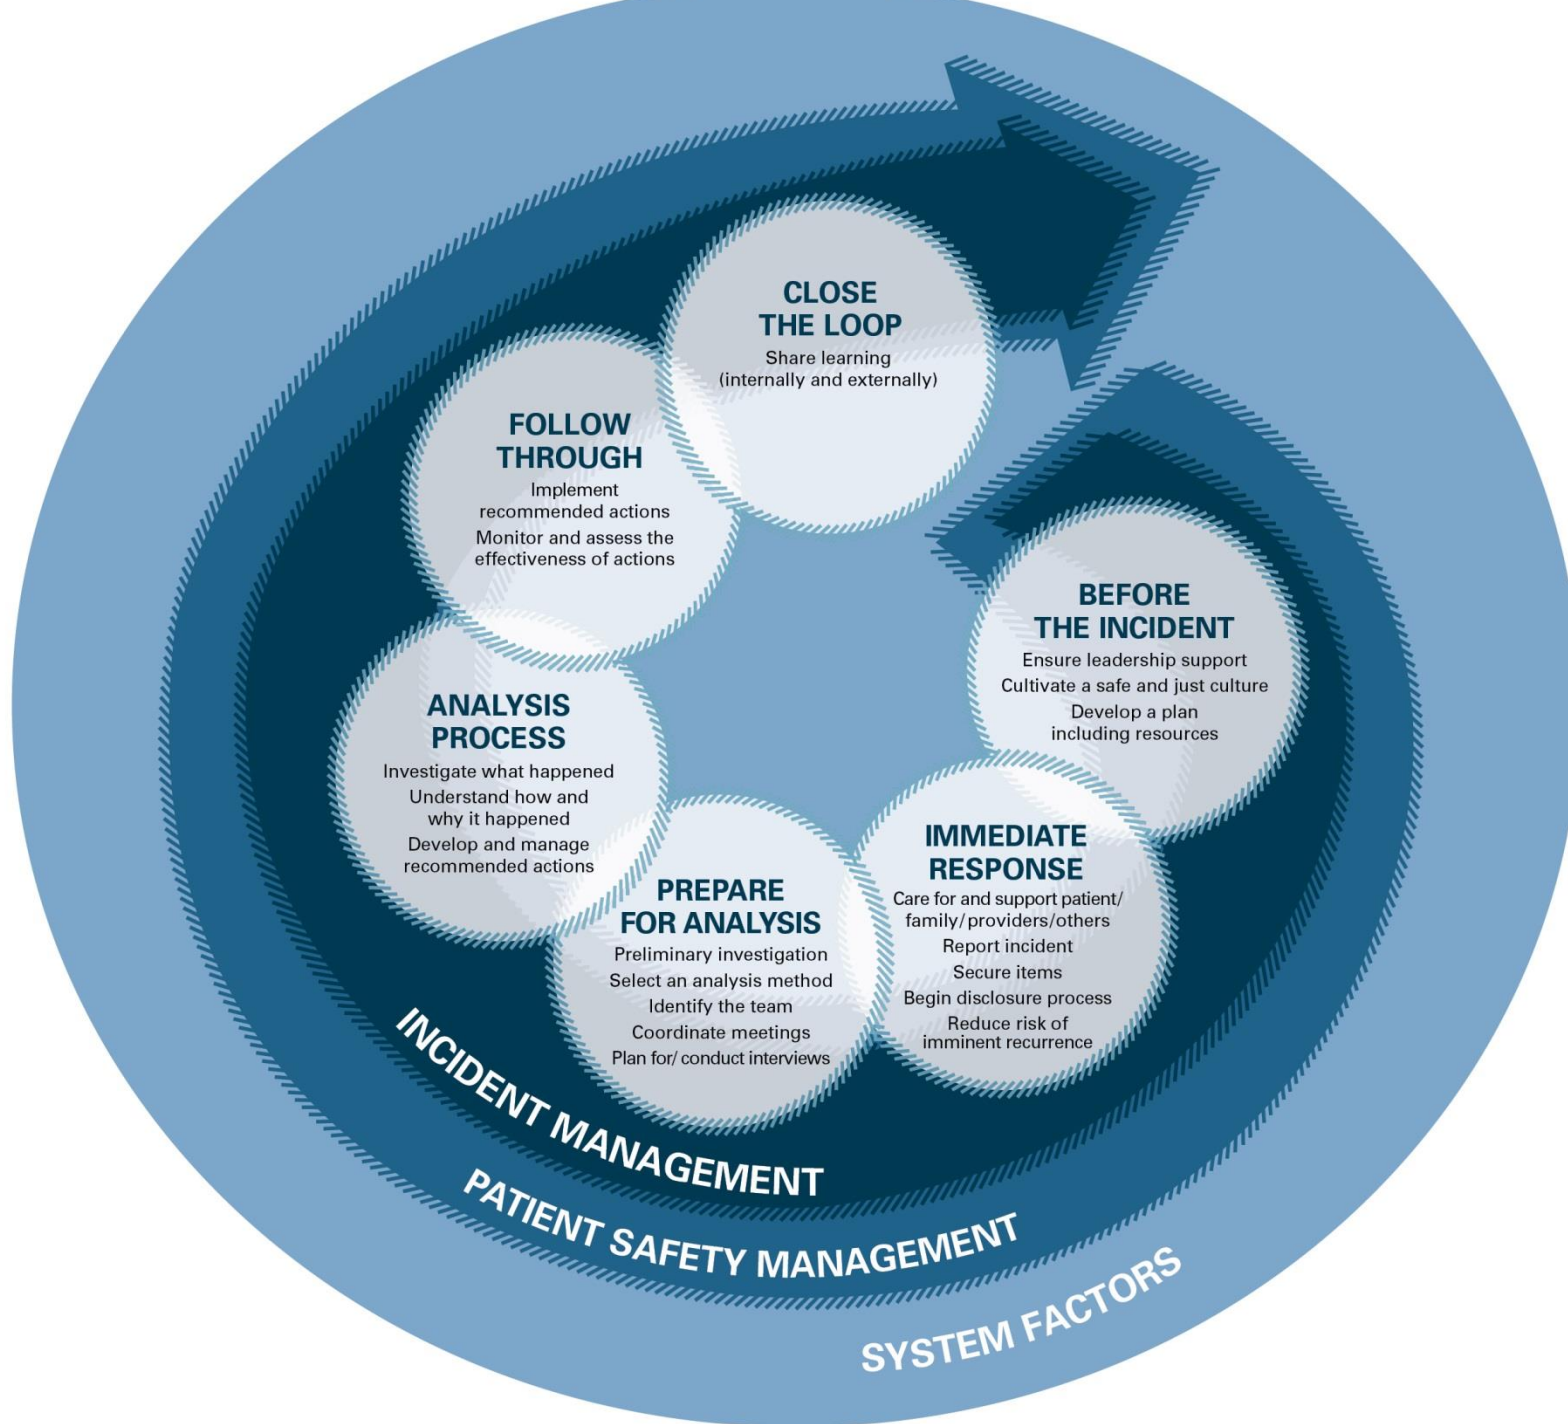 CLOSE
THE LOOP
Share learning
(internally and externally)
FOLLOW
THROUGH
Implement
recommended actions
Monitor and assess the
effectiveness of actions
BEFORE
THE INCIDENT
Ensure leadership support
Cultivate a safe and just culture
Develop a plan
including resources
ANALYSIS
PROCESS
Investigate what happened
Understand how and
why it happened
Develop and manage
recommended actions
IMMEDIATE
RESPONSE
Care for and support patient/
family/providers/others
Report incident
Secure items
Begin disclosure process
Reduce risk of
imminent recurrence
PREPARE
FOR ANALYSIS
Preliminary investigation
Select an analysis method
Identify the team
Coordinate meetings
Plan for/ conduct interviews
INCIDENT MANAGEMENT
PATIENT SAFETY MANAGEMENT
SYSTEM FACTORS